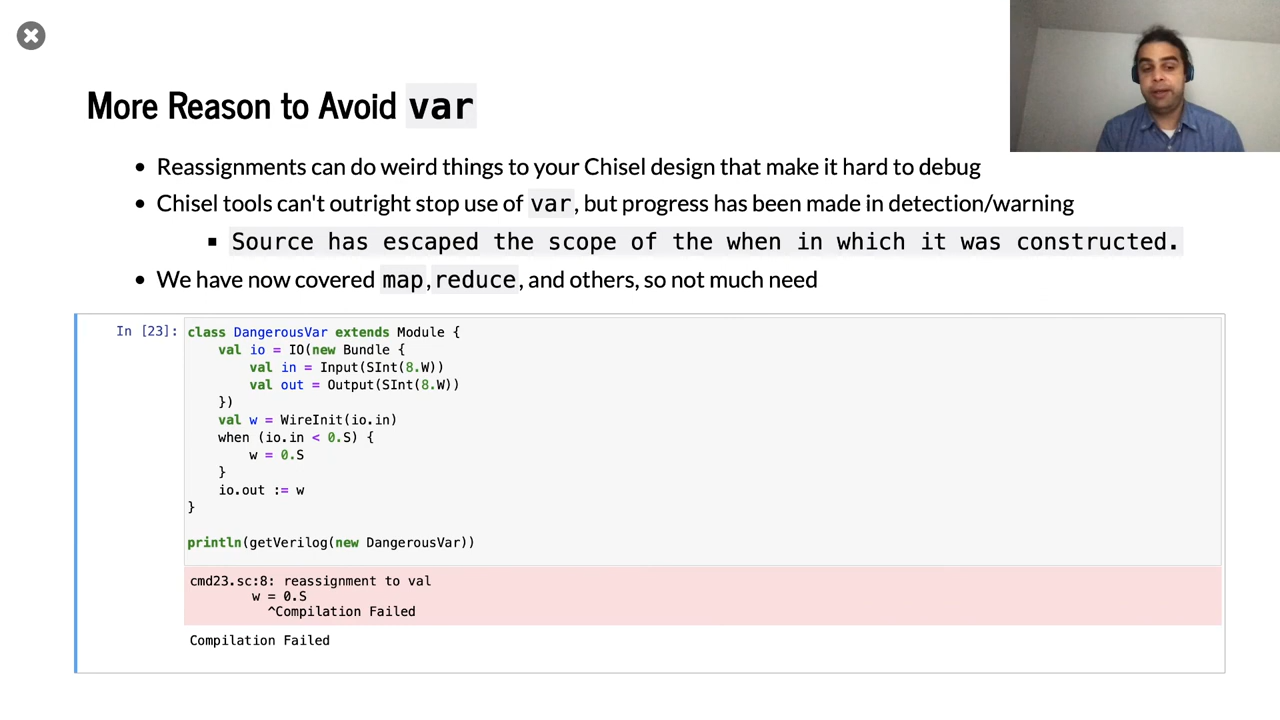 More Reason to Avoid var
• Reassignments can do weird things to your Chisel design that make it hard to debug
• Chisel tools can't outright stop use of var, but progress has been made in detection/warning
▪ Source has escaped the scope of the when in which it was constructed.
• We have now covered map, reduce, and others, so not much need
In [23]: class DangerousVar extends Module {
    val io = IO(new Bundle {
        val in = Input(SInt(8.W))
        val out = Output(SInt(8.W))
    })
    val w = WireInit(io.in)
    when (io.in < 0.S) {
        w = 0.S
    }
    io.out := w
}
println(getVerilog(new DangerousVar))
cmd23.sc:8: reassignment to val
        w = 0.S
          ^Compilation Failed
Compilation Failed